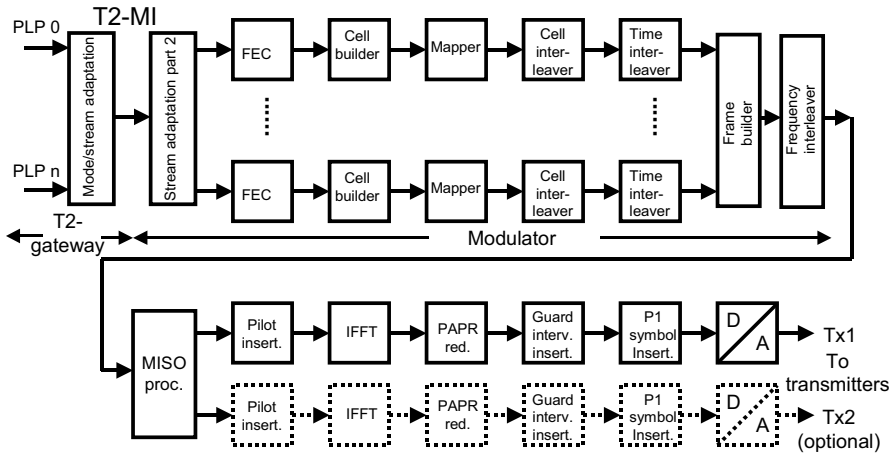 T2-MI
PLP 0
PLP n
Mode/stream adaptation
Stream adaptation part 2
FEC
Cell
builder
Mapper
Cell
inter-
leaver
Time
inter-
leaver
FEC
Cell
builder
Mapper
Cell
inter-
leaver
Time
inter-
leaver
Frame
builder
Frequency
interleaver
T2-
gateway
Modulator
MISO
proc.
Pilot
insert.
IFFT
PAPR
red.
Guard
interv.
insert.
P1
symbol
Insert.
D
A
Tx1
To
transmitters
Pilot
insert.
IFFT
PAPR
red.
Guard
interv.
insert.
P1
symbol
Insert.
D
A
Tx2
(optional)